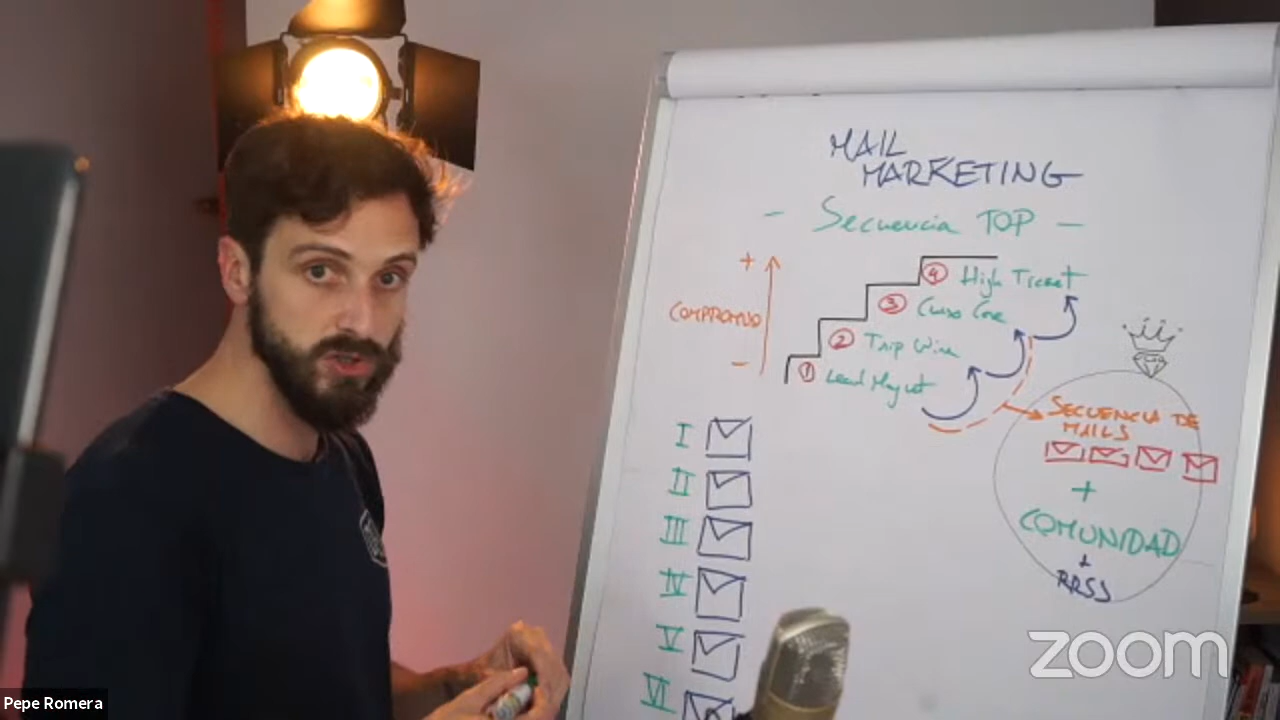 MAIL
MARKETING
- Secuencia TOP -
+
④ High Ticket
③ Curso Core
COMPROMISO
② Trip Wire
-
① Lead Magnet
SECUENCIA DE
MAILS
I
II
+
III
COMUNIDAD
+
IV
RRSS
V
VI
zoom
Pepe Romera